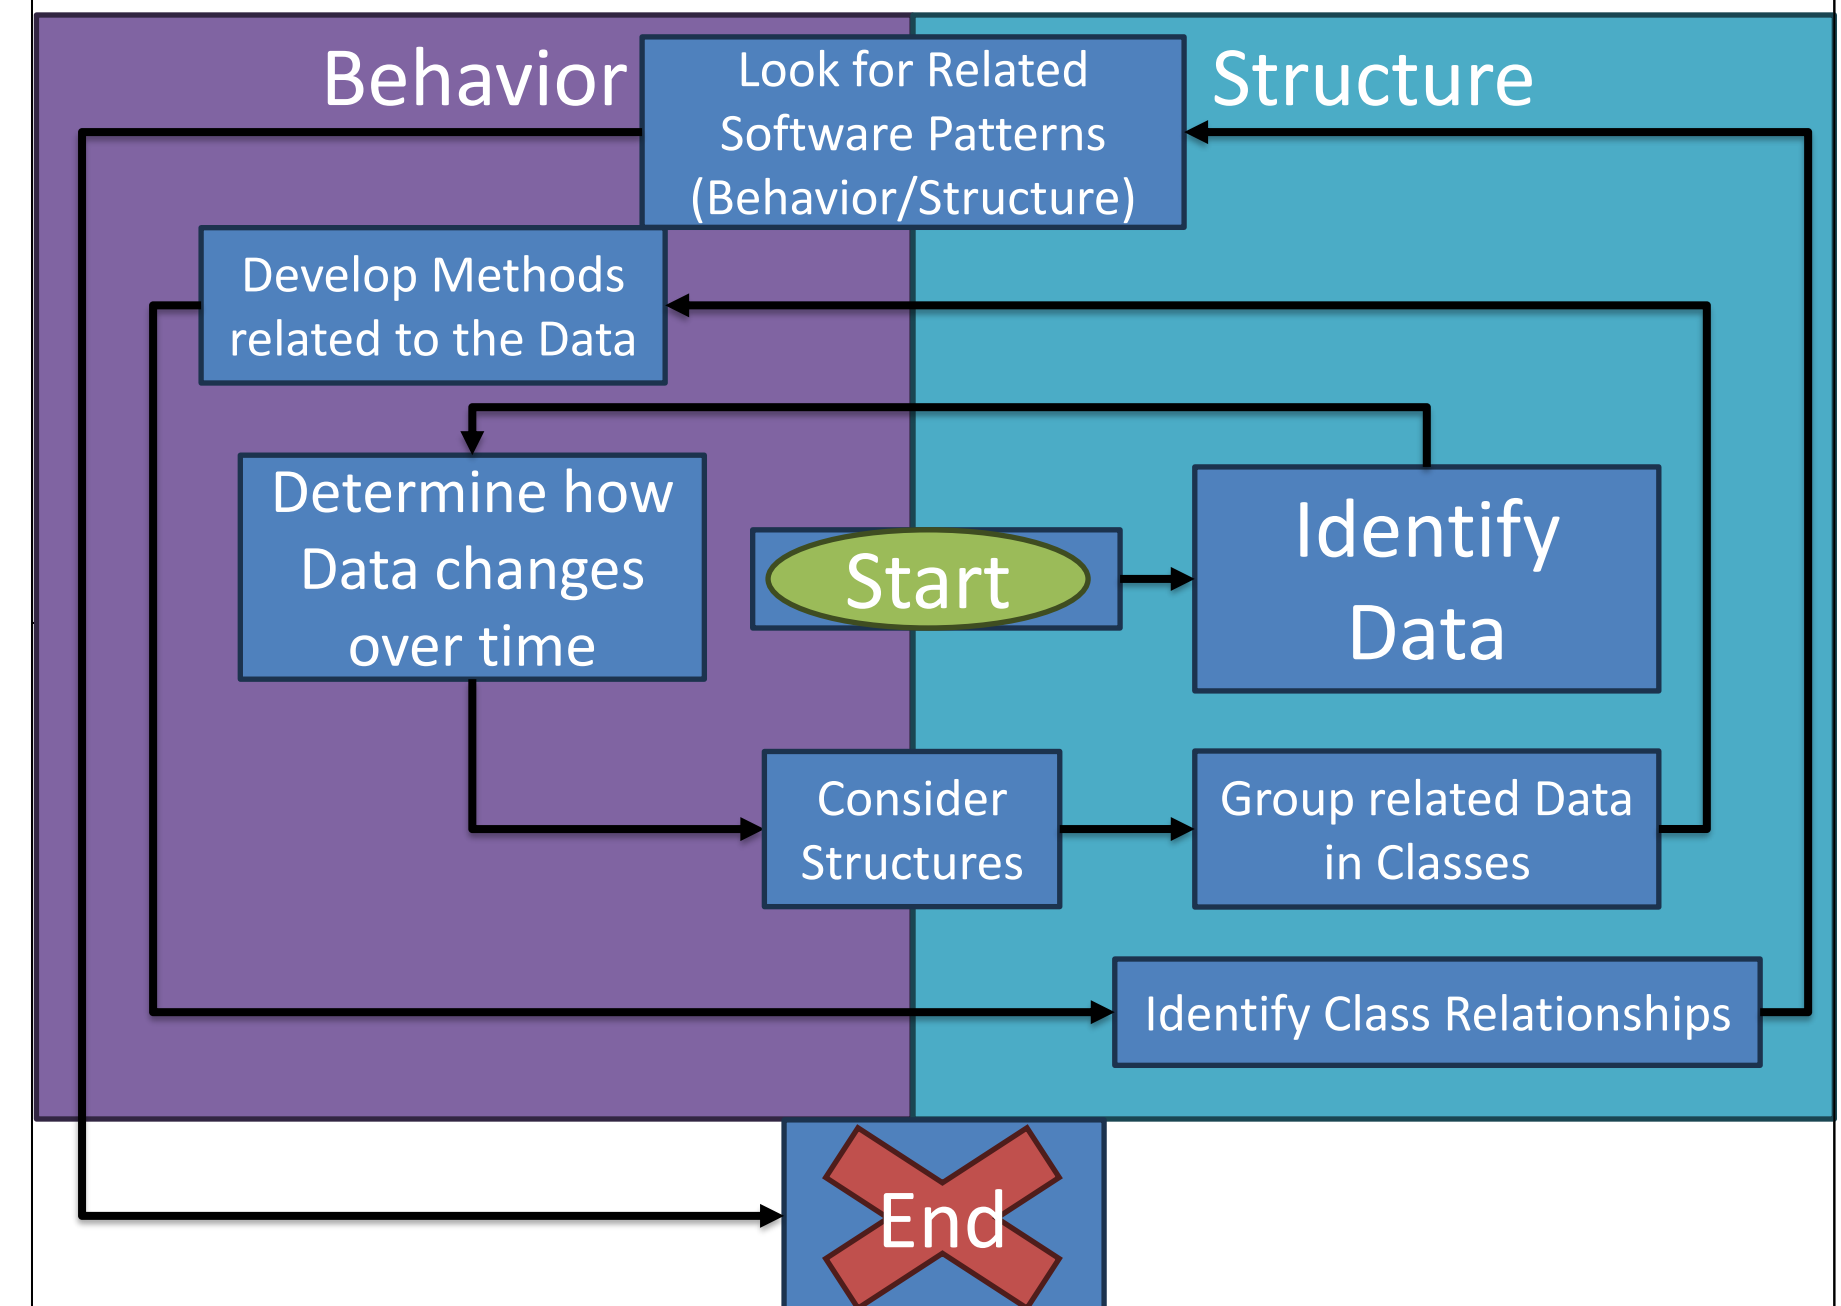 Behavior
Look for Related
Software Patterns
(Behavior/Structure)
Structure
Develop Methods
related to the Data
Determine how
Data changes
over time
Start
Identify
Data
Consider
Structures
Group related Data
in Classes
Identify Class Relationships
End